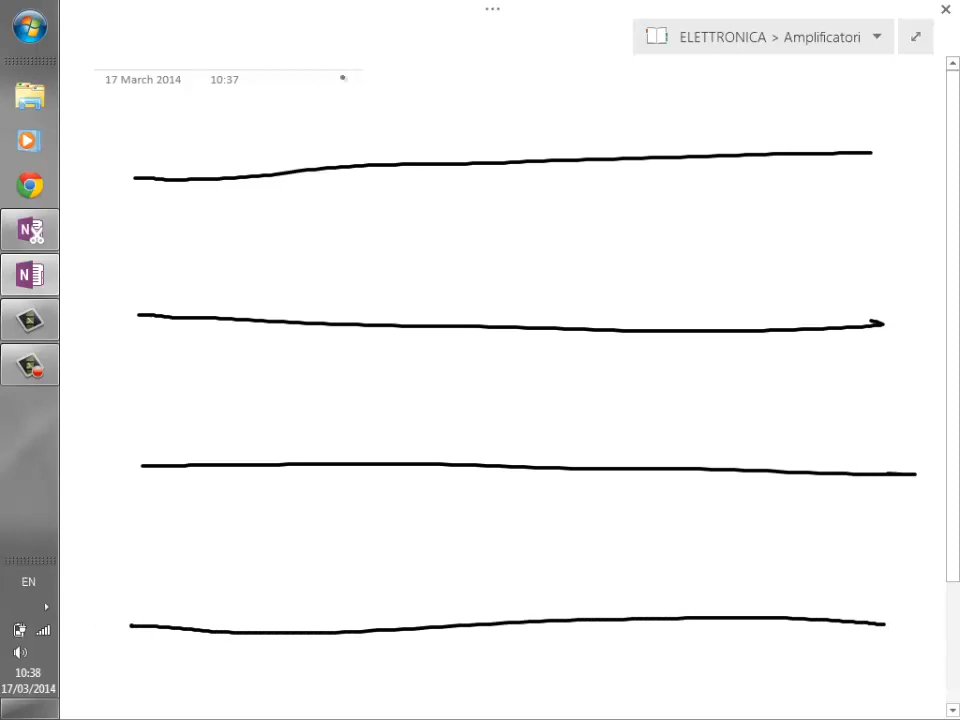 ELETTRONICA > Amplificatori
17 March 2014 10:37
EN
10:38
17/03/2014